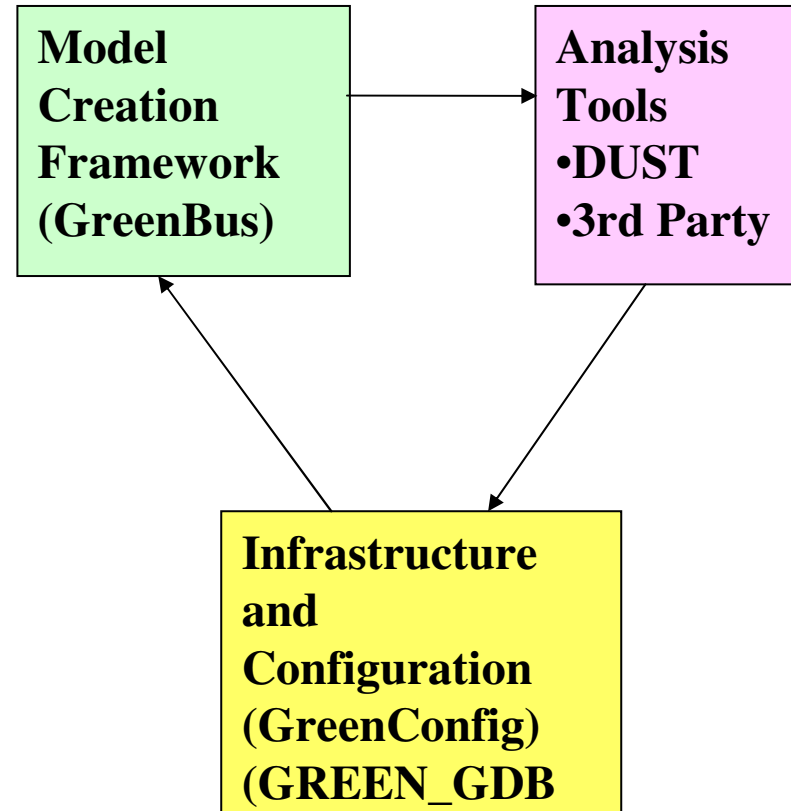 Model
Creation
Framework
(GreenBus)
Analysis
Tools
•DUST
•3rd Party
Infrastructure
and
Configuration
(GreenConfig)
(GREEN_GDB